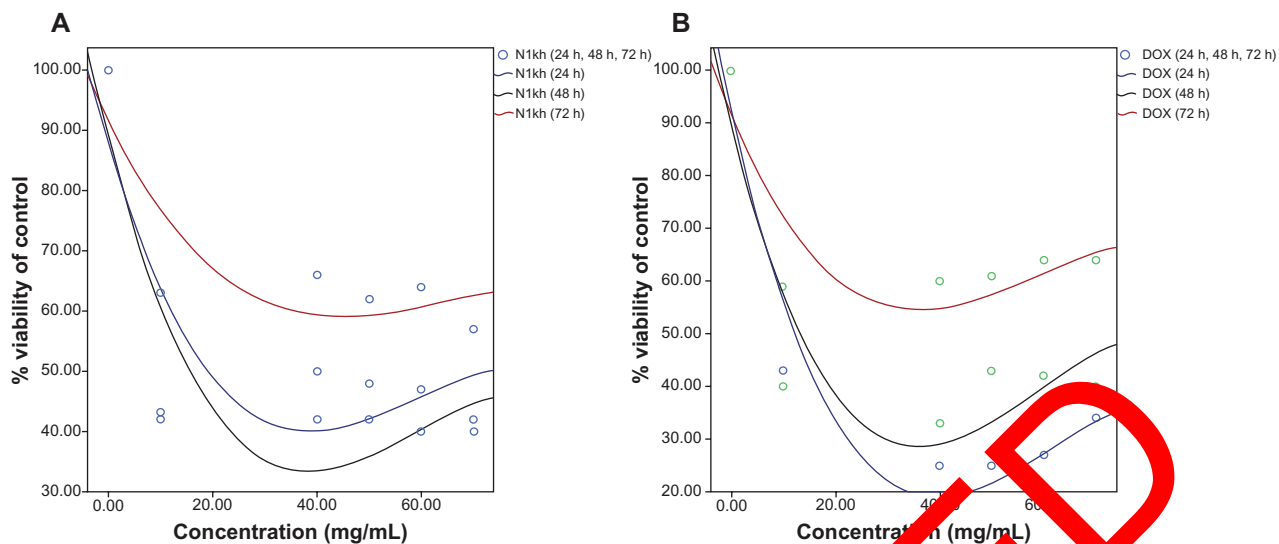 A
100.00
90.00
80.00
70.00
60.00
50.00
40.00
30.00
0.00 20.00 40.00 60.00
% viability of control
Concentration (mg/mL)
N1kh (24 h, 48 h, 72 h)
N1kh (24 h)
N1kh (48 h)
N1kh (72 h)
B
100.00
90.00
80.00
70.00
60.00
50.00
40.00
30.00
20.00
0.00 20.00
% viability of control
Concentration (mg/mL)
DOX (24 h, 48 h, 72 h)
DOX (24 h)
DOX (48 h)
DOX (72 h)